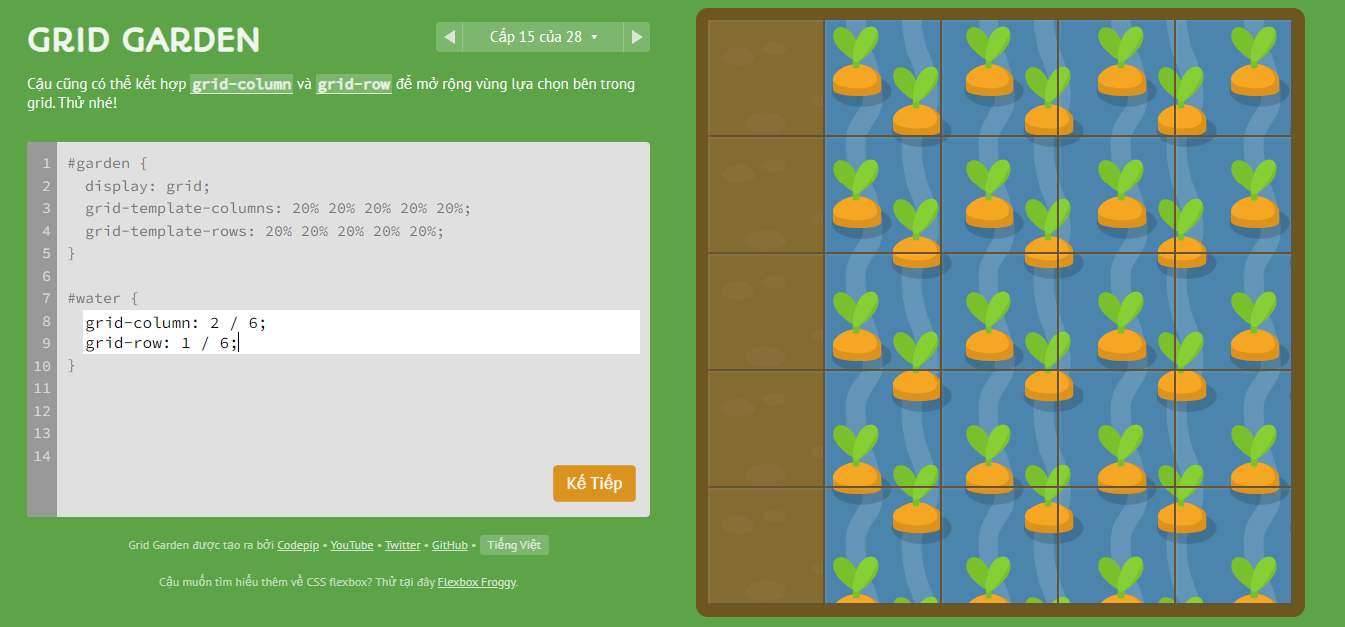 GRID GARDEN
Cấp 15 của 28
Cậu cũng có thể kết hợp grid-column và grid-row để mở rộng vùng lựa chọn bên trong
grid. Thử nhé!
1 #garden {
2 display: grid;
3 grid-template-columns: 20% 20% 20% 20% 20%;
4 grid-template-rows: 20% 20% 20% 20% 20%;
5 }
6
7 #water {
8 grid-column: 2 / 6;
9 grid-row: 1 / 6;
10 }
11
12
13
14
Kế Tiếp
Grid Garden được tạo ra bởi Codepip • YouTube • Twitter • GitHub • Tiếng Việt
Cậu muốn tìm hiểu thêm về CSS flexbox? Thử tại đây Flexbox Froggy.